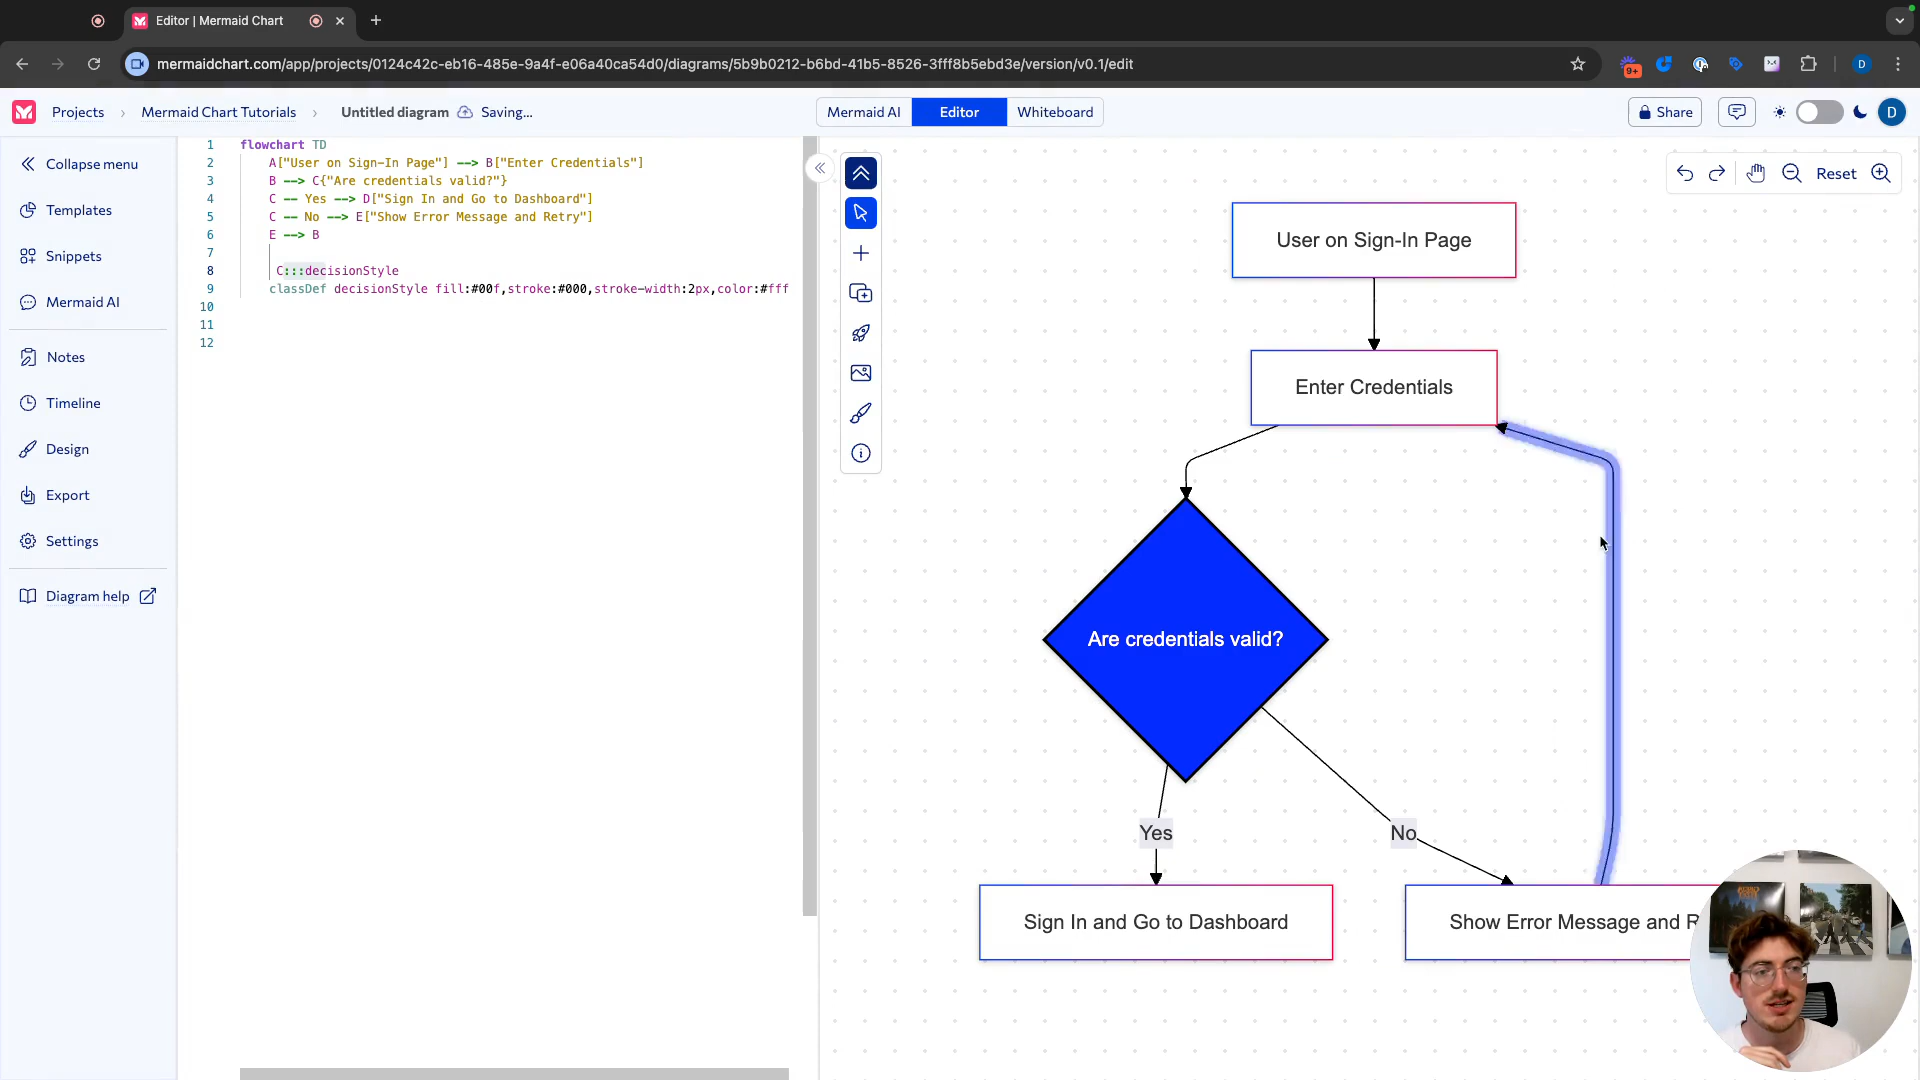 Editor | Mermaid Chart
mermaidchart.com/app/projects/0124c42c-eb16-485e-9a4f-e06a40ca54d0/diagrams/5b9b0212-b6bd-41b5-8526-3fff8b5ebd3e/version/v0.1/edit
9+
D
Projects
Mermaid Chart Tutorials
Untitled diagram
Saving...
Mermaid AI
Editor
Whiteboard
Share
D
Collapse menu
Templates
Snippets
Mermaid AI
Notes
Timeline
Design
Export
Settings
Diagram help
1 flowchart TD
2 A["User on Sign-In Page"] --> B["Enter Credentials"]
3 B --> C{"Are credentials valid?"}
4 C -- Yes --> D["Sign In and Go to Dashboard"]
5 C -- No --> E["Show Error Message and Retry"]
6 E --> B
7
8 C:::decisionStyle
9 classDef decisionStyle fill:#00f,stroke:#000,stroke-width:2px,color:#fff
10
11
12
Reset
User on Sign-In Page
Enter Credentials
Are credentials valid?
Yes
No
Sign In and Go to Dashboard
Show Error Message and R